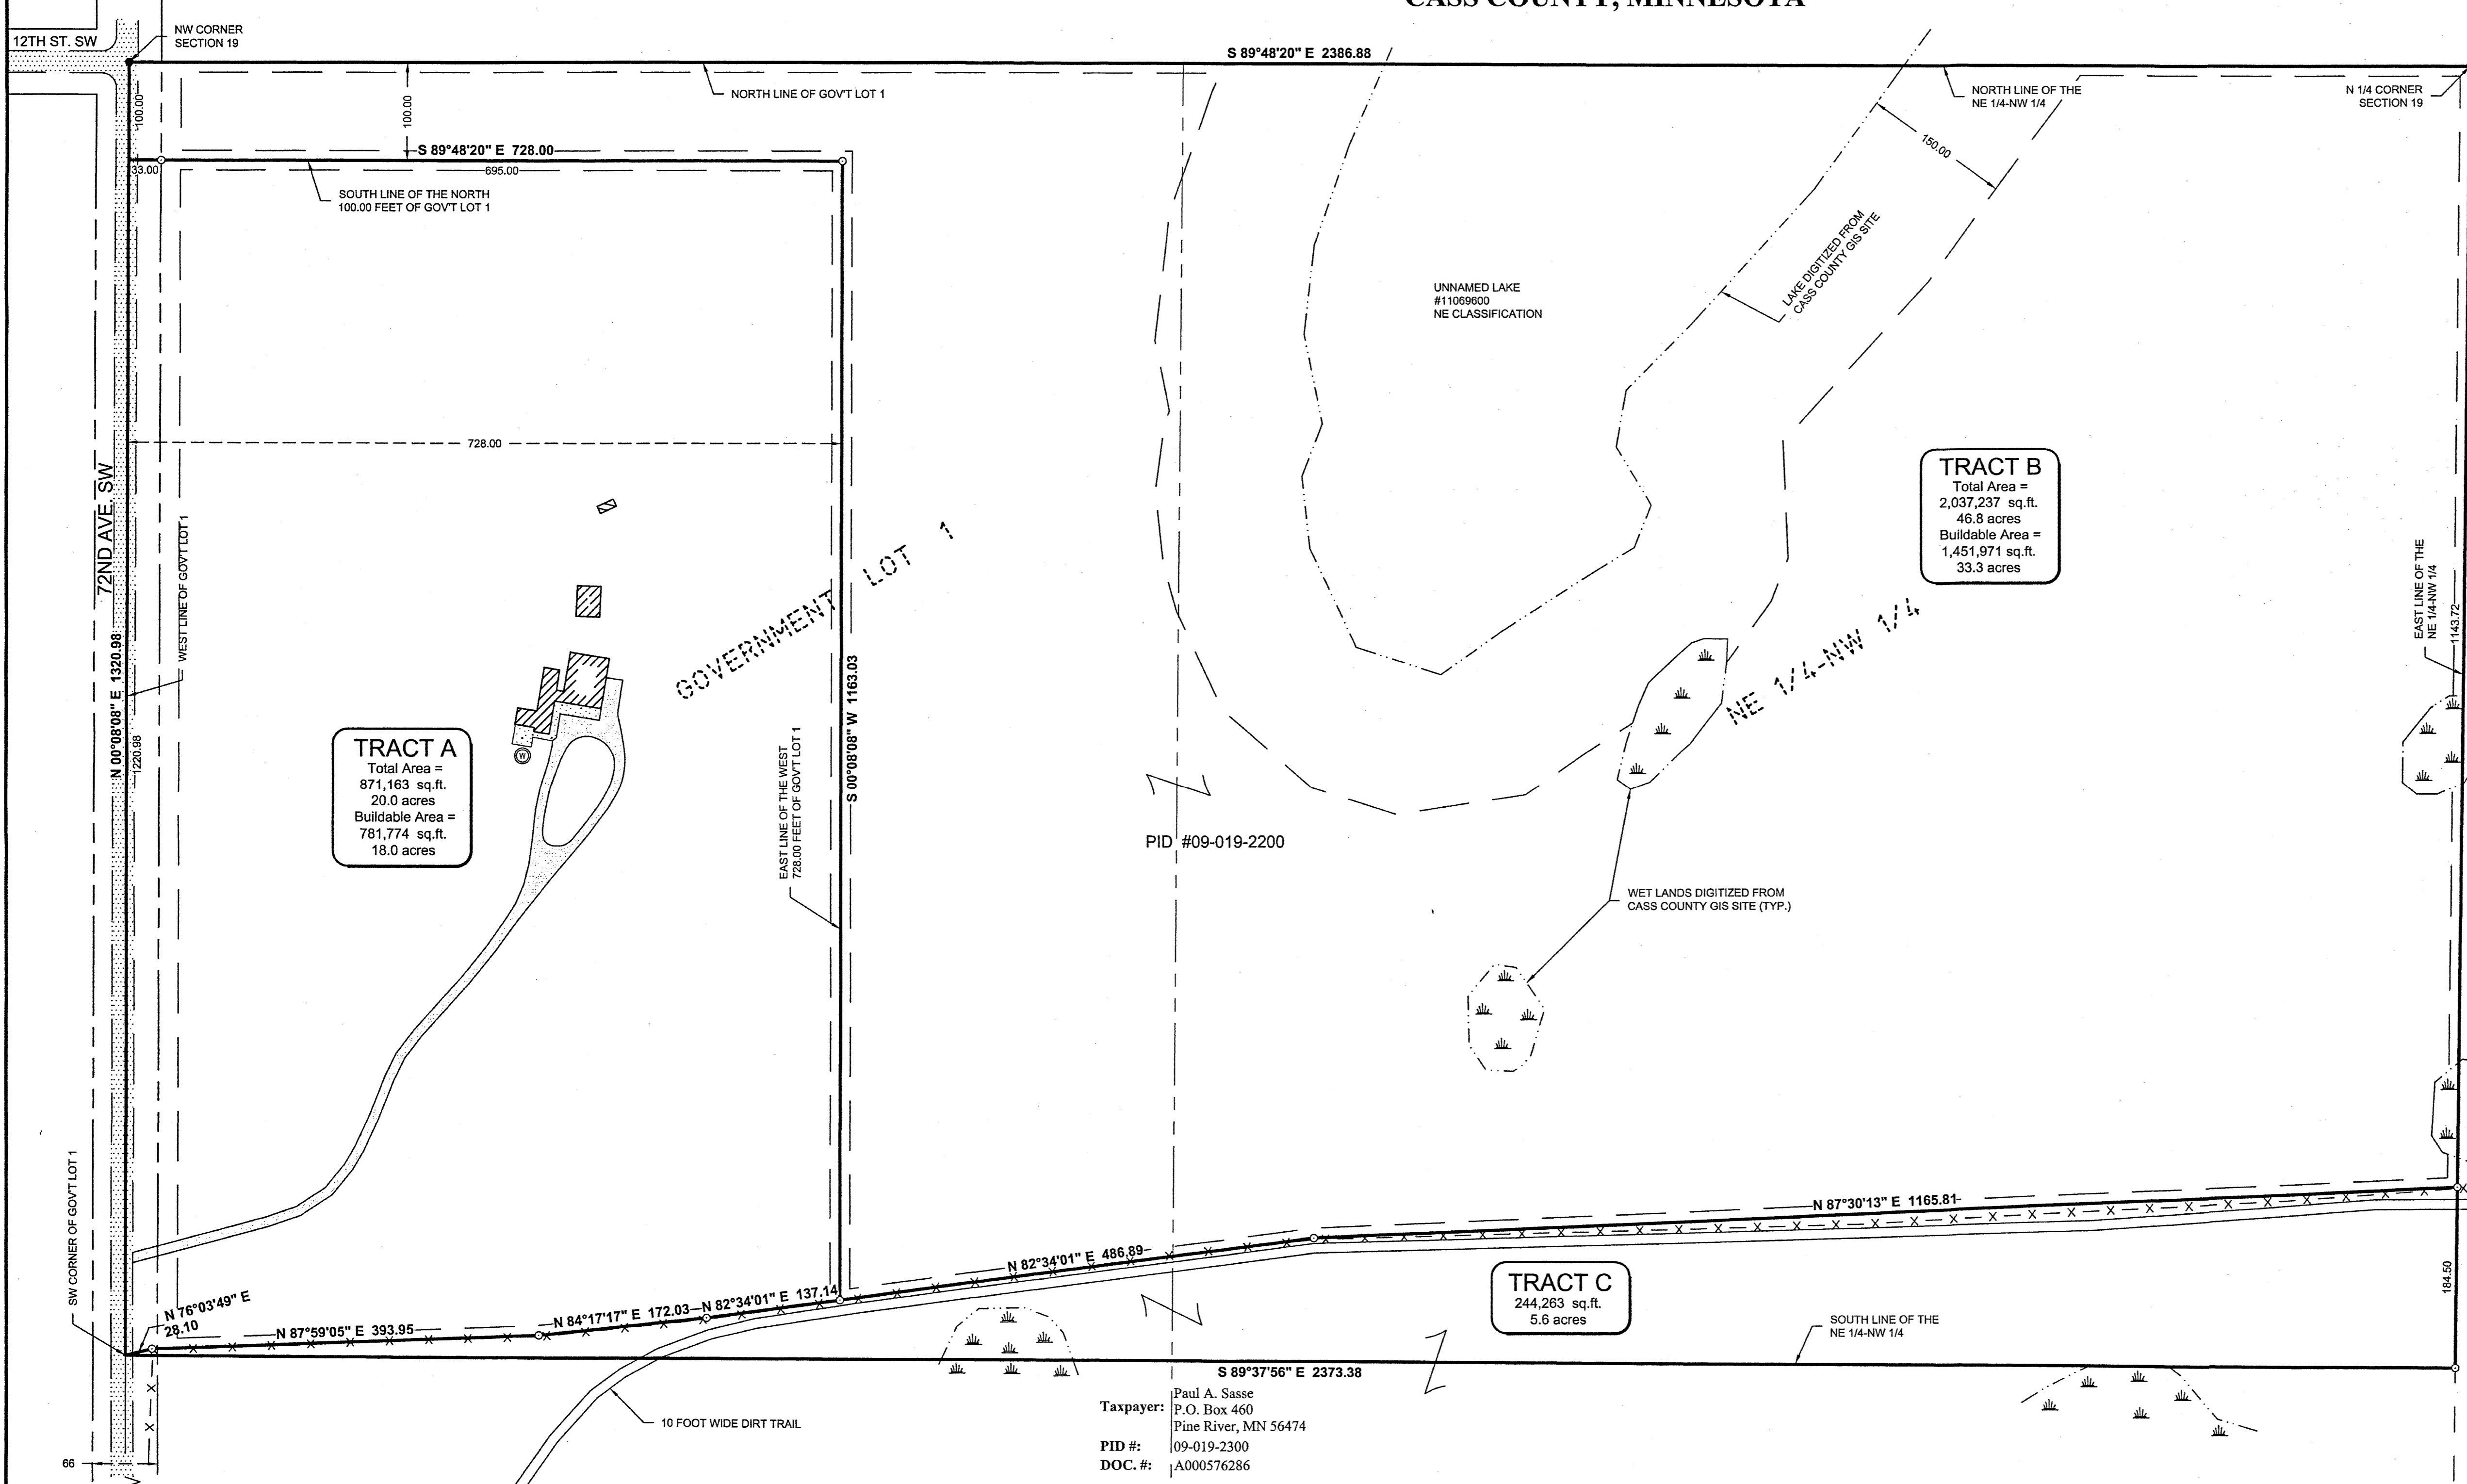 CASS COUNTY, MINNESOTA
12TH ST. SW
NW CORNER
SECTION 19
S 89°48'20" E 2386.88
NORTH LINE OF GOV'T LOT 1
NORTH LINE OF THE
NE 1/4-NW 1/4
N 1/4 CORNER
SECTION 19
100.00
100.00
150.00
S 89°48'20" E 728.00
33.00
695.00
SOUTH LINE OF THE NORTH
100.00 FEET OF GOV'T LOT 1
LAKE DIGITIZED FROM
CASS COUNTY GIS SITE
UNNAMED LAKE
#11069600
NE CLASSIFICATION
728.00
72ND AVE. SW
WEST LINE OF GOV'T LOT 1
N 00°08'08" E 1320.98
1220.98
GOVERNMENT LOT 1
TRACT A
Total Area =
871,163 sq.ft.
20.0 acres
Buildable Area =
781,774 sq.ft.
18.0 acres
EAST LINE OF THE WEST
728.00 FEET OF GOV'T LOT 1
S 00°08'08" W 1163.03
TRACT B
Total Area =
2,037,237 sq.ft.
46.8 acres
Buildable Area =
1,451,971 sq.ft.
33.3 acres
NE 1/4-NW 1/4
EAST LINE OF THE
NE 1/4-NW 1/4
1143.72
W
PID #09-019-2200
WET LANDS DIGITIZED FROM
CASS COUNTY GIS SITE (TYP.)
SW CORNER OF GOV'T LOT 1
N 76°03'49" E
28.10
N 87°59'05" E 393.95
N 84°17'17" E 172.03
N 82°34'01" E 137.14
N 82°34'01" E 486.89
N 87°30'13" E 1165.81
TRACT C
244,263 sq.ft.
5.6 acres
SOUTH LINE OF THE
NE 1/4-NW 1/4
184.50
S 89°37'56" E 2373.38
10 FOOT WIDE DIRT TRAIL
66
Taxpayer: Paul A. Sasse
P.O. Box 460
Pine River, MN 56474
PID #: 09-019-2300
DOC. #: A000576286